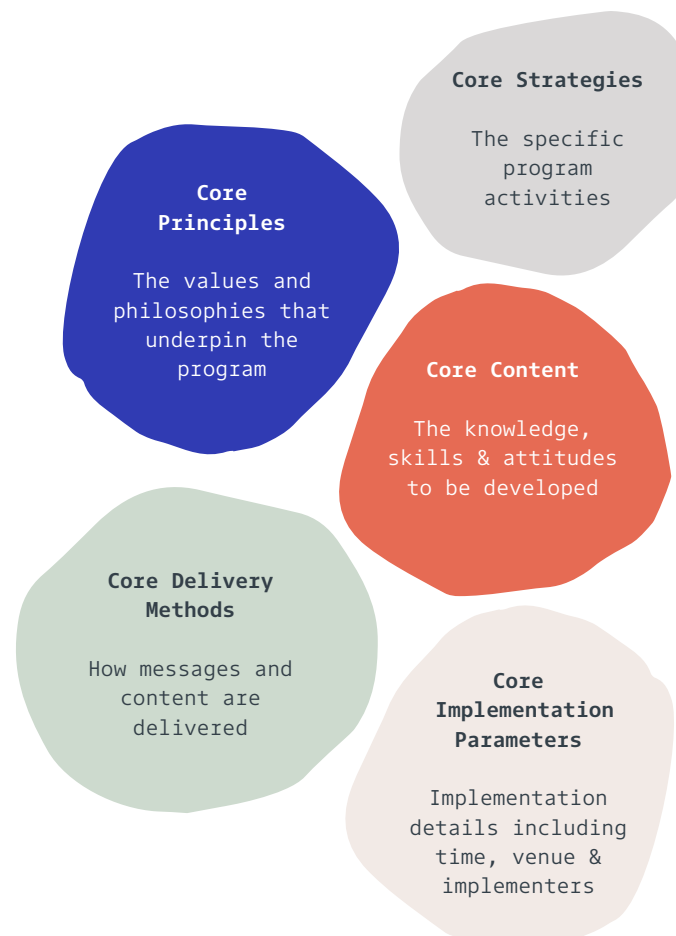 Core Strategies
The specific
program
activities
Core
Principles
The values and
philosophies that
underpin the
program
Core Content
The knowledge,
skills & attitudes
to be developed
Core Delivery
Methods
How messages and
content are
delivered
Core
Implementation
Parameters
Implementation
details including
time, venue &
implementers